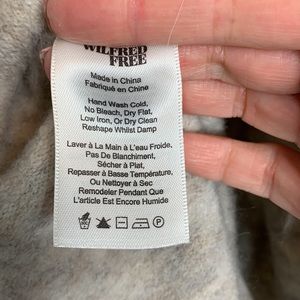 WILFRED
FREE
Made in China
Fabriqué en Chine
Hand Wash Cold,
No Bleach, Dry Flat,
Low Iron, Or Dry Clean
Reshape Whilst Damp
Laver à La Main à L'eau Froide,
Pas De Blanchiment,
Sécher à Plat,
Repasser à Basse Température,
Ou Nettoyer à Sec
Remodeler Pendant Que
L'article Est Encore Humide
P